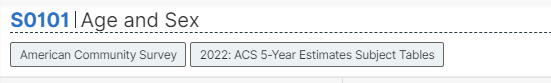 S0101 | Age and Sex
American Community Survey 2022: ACS 5-Year Estimates Subject Tables